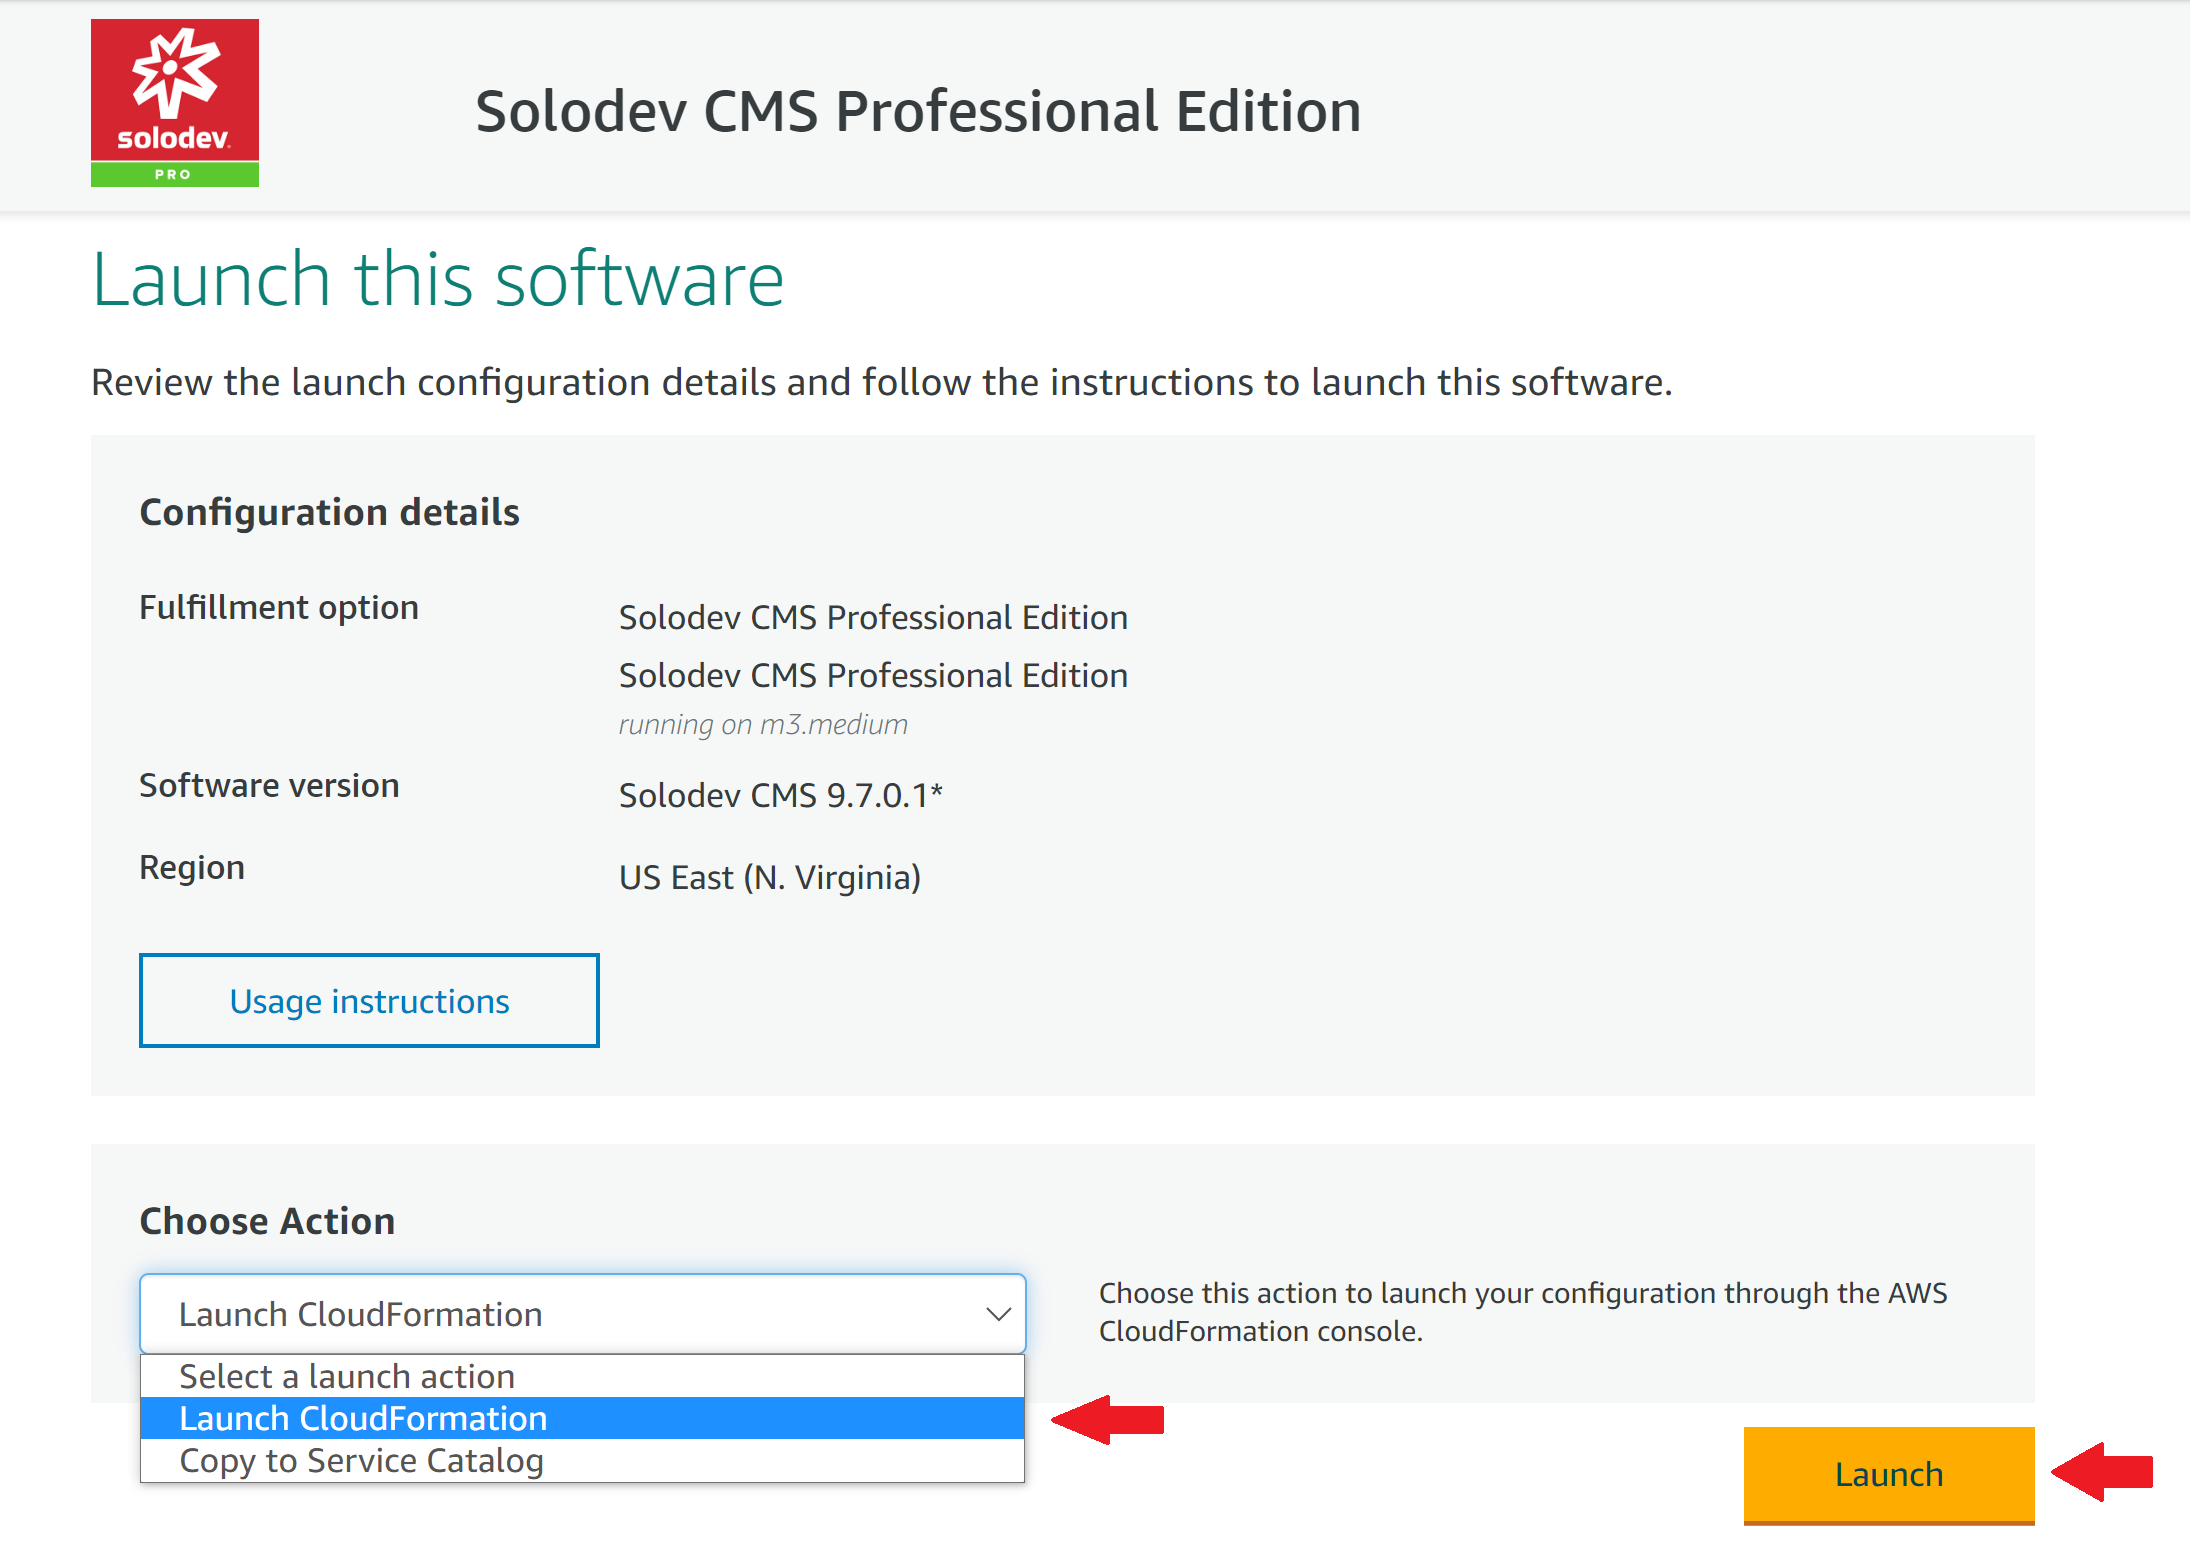 solodev
PRO
Solodev CMS Professional Edition
Launch this software
Review the launch configuration details and follow the instructions to launch this software.
Configuration details
Fulfillment option
Solodev CMS Professional Edition
Solodev CMS Professional Edition
running on m3.medium
Software version
Solodev CMS 9.7.0.1*
Region
US East (N. Virginia)
Usage instructions
Choose Action
Launch CloudFormation
Choose this action to launch your configuration through the AWS
CloudFormation console.
Select a launch action
Launch CloudFormation
Copy to Service Catalog
Launch